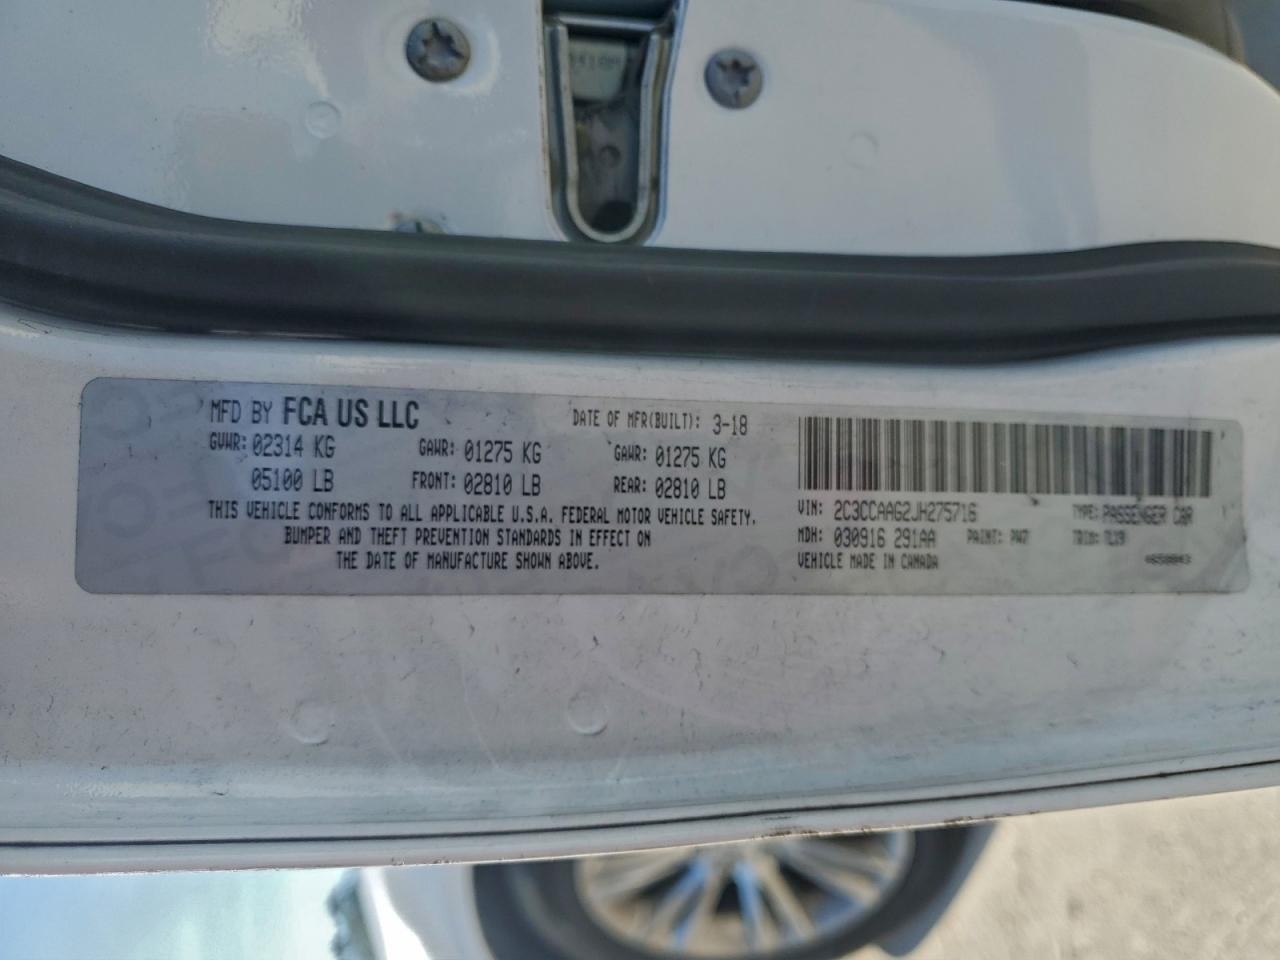 MFD BY FCA US LLC DATE OF MFR(BUILT): 3-18
GVWR: 02314 KG GAWR: 01275 KG GAWR: 01275 KG
05100 LB FRONT: 02810 LB REAR: 02810 LB
THIS VEHICLE CONFORMS TO ALL APPLICABLE U.S.A. FEDERAL MOTOR VEHICLE SAFETY,
BUMPER AND THEFT PREVENTION STANDARDS IN EFFECT ON
THE DATE OF MANUFACTURE SHOWN ABOVE.
VIN: 2C3CCAAG2JH275716 TYPE: PASSENGER CAR
MDH: 030916 291AA PAINT: PW7 TRIM:
VEHICLE MADE IN CANADA